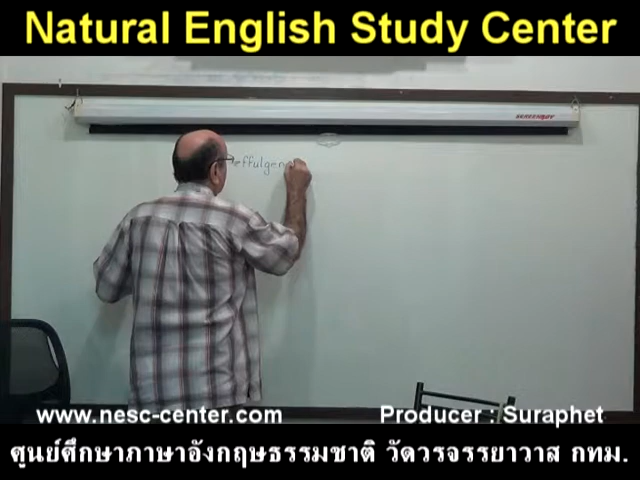 Natural English Study Center
SCREENBOY
effulgen
www.nesc-center.com
Producer : Suraphet
ศูนย์ศึกษาภาษาอังกฤษธรรมชาติ วัดวรจรรยาวาส กทม.